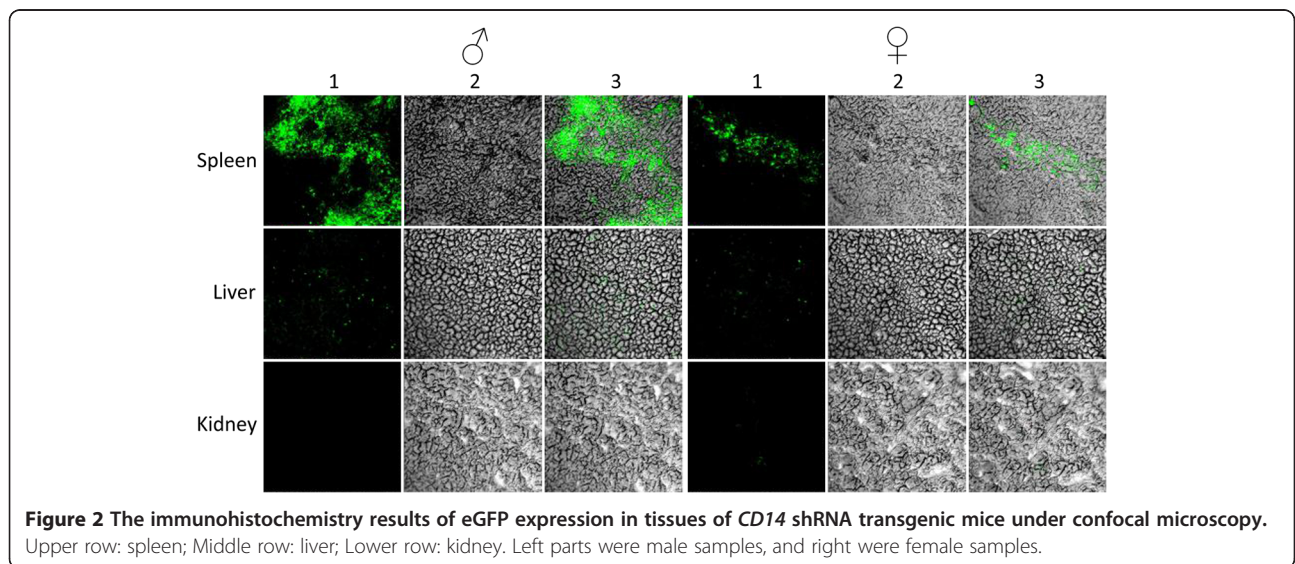 ♂ ♀
1 2 3 1 2 3
Spleen
Liver
Kidney
Figure 2 The immunohistochemistry results of eGFP expression in tissues of CD14 shRNA transgenic mice under confocal microscopy.
Upper row: spleen; Middle row: liver; Lower row: kidney. Left parts were male samples, and right were female samples.